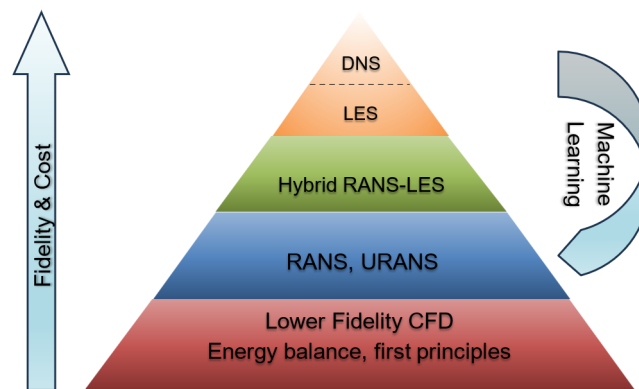 DNS
LES
Hybrid RANS-LES
RANS, URANS
Lower Fidelity CFD
Energy balance, first principles
Fidelity & Cost
Machine
Learning